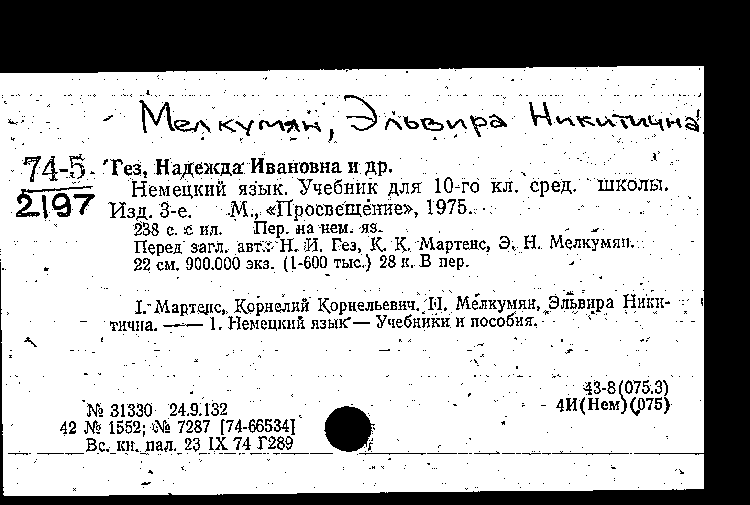 Мелкумян, Эльвира Никитична
74-5
2197
Гез, Надежда Ивановна и др.
Немецкий язык. Учебник для 10-го кл. сред. школы.
Изд. 3-е. М., «Просвещение», 1975.
238 с. с ил. Пер. на нем. яз.
Перед загл. авт.: Н. И. Гез, К. К. Мартенс, Э. Н. Мелкумян.
22 см. 900.000 экз. (1-600 тыс.) 28 к. В пер.
I. Мартенс, Корнелий Корнельевич. II. Мелкумян, Эльвира Ники-
тична. —— 1. Немецкий язык — Учебники и пособия.
43-8(075.3)
4И(Нем)(075)
№ 31330 24.9.132
42 № 1552; № 7287 [74-66534]
Вс. кн. пал. 23 IX 74 Г289